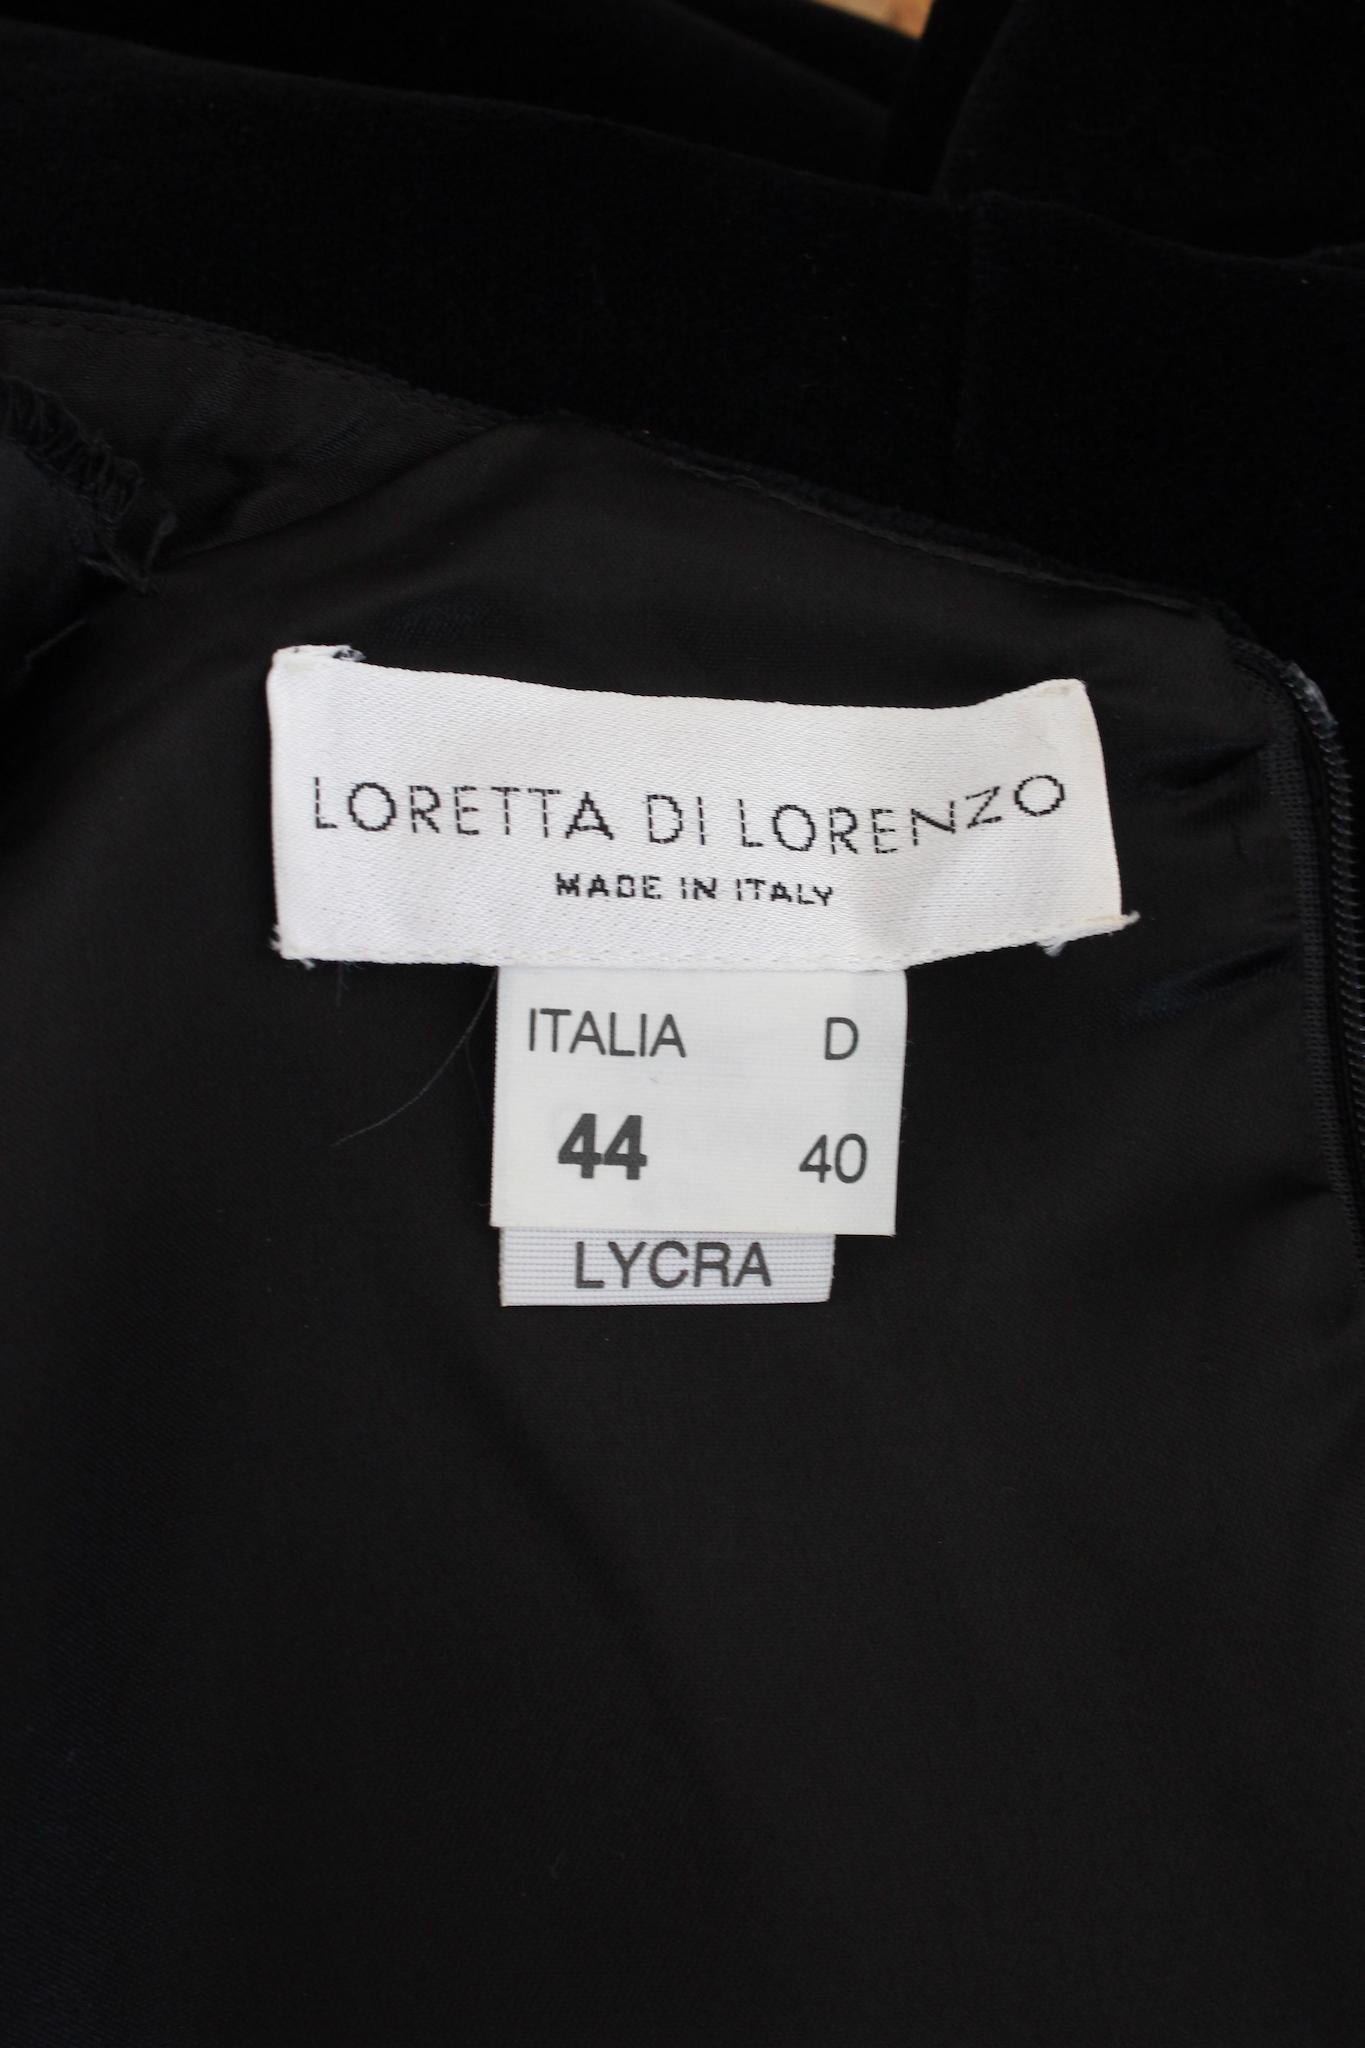 LORETTA DI LORENZO
MADE IN ITALY
ITALIA D
44 40
LYCRA